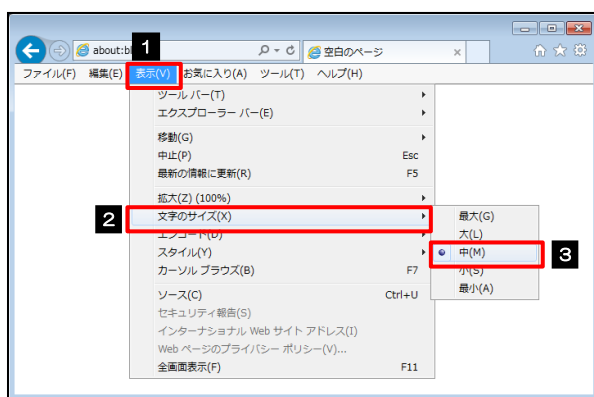 about:bl
空白のページ
1
ファイル(F) 編集(E) 表示(V) お気に入り(A) ツール(T) ヘルプ(H)
ツール バー(T)
エクスプローラー バー(E)
移動(G)
中止(P) Esc
最新の情報に更新(R) F5
拡大(Z) (100%)
2
文字のサイズ(X)
エンコード(D)
スタイル(Y)
カーソル ブラウズ(B) F7
ソース(C) Ctrl+U
セキュリティ報告(S)
インターナショナル Web サイト アドレス(I)
Web ページのプライバシー ポリシー(V)...
全画面表示(F) F11
最大(G)
大(L)
中(M)
3
小(S)
最小(A)